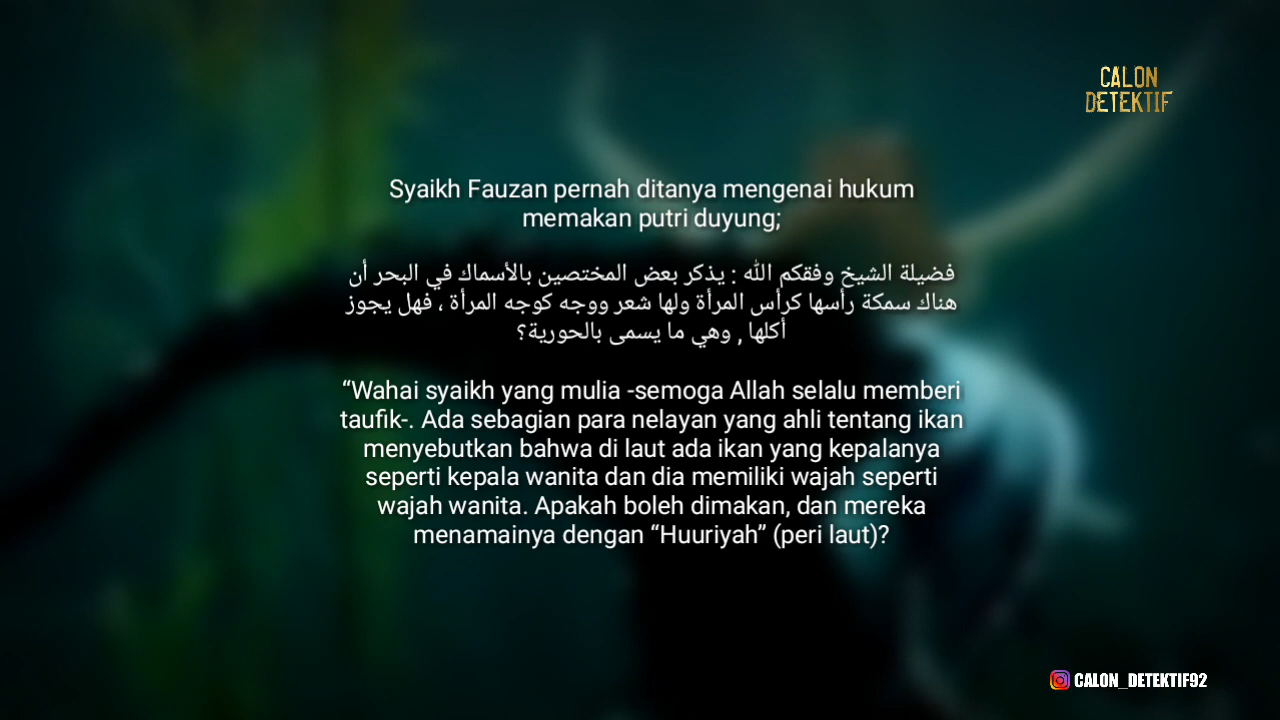 CALON
DETEKTIF
Syaikh Fauzan pernah ditanya mengenai hukum
memakan putri duyung;
فضيلة الشيخ وفقكم الله : يذكر بعض المختصين بالأسماك في البحر أن
هناك سمكة رأسها كرأس المرأة ولها شعر ووجه كوجه المرأة ، فهل يجوز
أكلها , وهي ما يسمى بالحورية؟
“Wahai syaikh yang mulia -semoga Allah selalu memberi
taufik-. Ada sebagian para nelayan yang ahli tentang ikan
menyebutkan bahwa di laut ada ikan yang kepalanya
seperti kepala wanita dan dia memiliki wajah seperti
wajah wanita. Apakah boleh dimakan, dan mereka
menamainya dengan “Huuriyah” (peri laut)?
CALON_DETEKTIF92